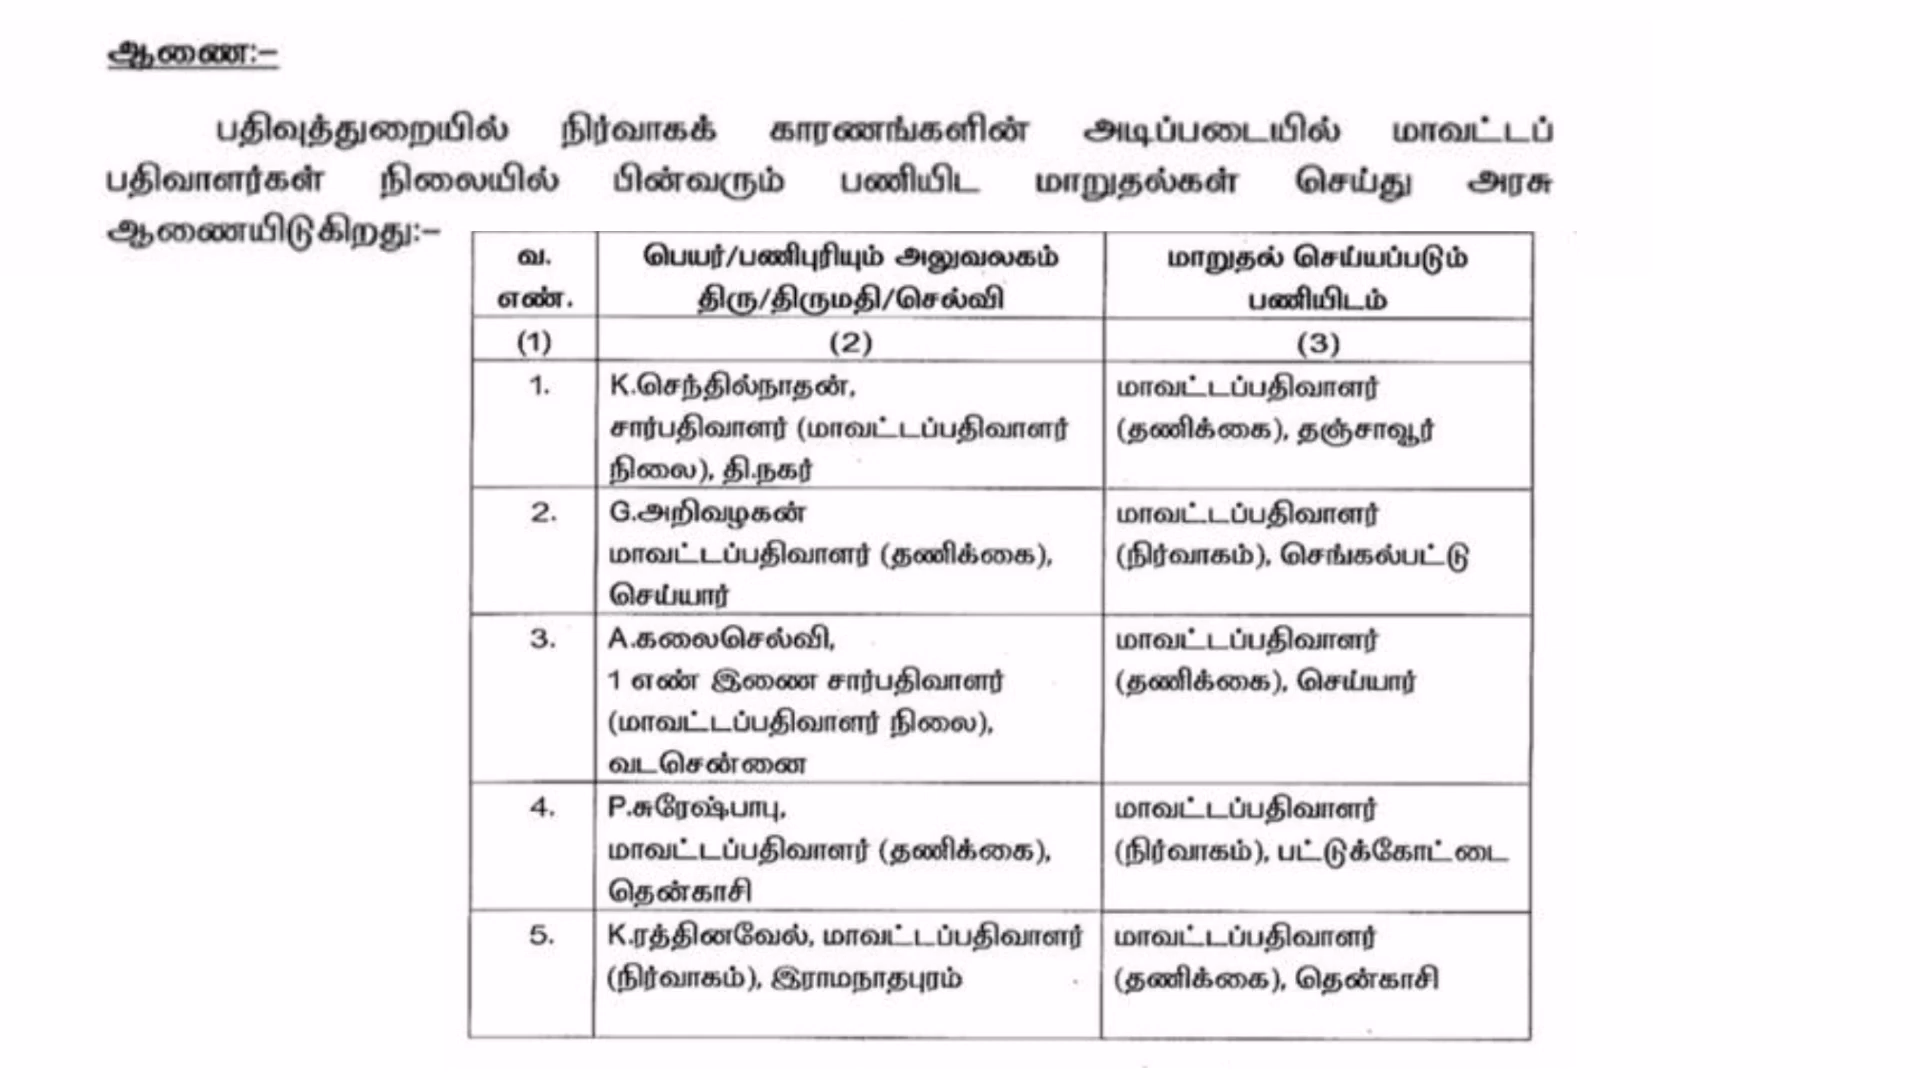 ஆணை:-
பதிவுத்துறையில் நிர்வாகக் காரணங்களின் அடிப்படையில் மாவட்டப்
பதிவாளர்கள் நிலையில் பின்வரும் பணியிட மாறுதல்கள் செய்து அரசு
ஆணையிடுகிறது:-
வ.
எண்.
பெயர்/பணிபுரியும் அலுவலகம்
திரு/திருமதி/செல்வி
மாறுதல் செய்யப்படும்
பணியிடம்
(1)
(2)
(3)
1.
K.செந்தில்நாதன்,
சார்பதிவாளர் (மாவட்டப்பதிவாளர்
நிலை), தி.நகர்
மாவட்டப்பதிவாளர்
(தணிக்கை), தஞ்சாவூர்
2.
G.அறிவழகன்
மாவட்டப்பதிவாளர் (தணிக்கை),
செய்யார்
மாவட்டப்பதிவாளர்
(நிர்வாகம்), செங்கல்பட்டு
3.
A.கலைசெல்வி,
1 எண் இணை சார்பதிவாளர்
(மாவட்டப்பதிவாளர் நிலை),
வடசென்னை
மாவட்டப்பதிவாளர்
(தணிக்கை), செய்யார்
4.
P.சுரேஷ்பாபு,
மாவட்டப்பதிவாளர் (தணிக்கை),
தென்காசி
மாவட்டப்பதிவாளர்
(நிர்வாகம்), பட்டுக்கோட்டை
5.
K.ரத்தினவேல், மாவட்டப்பதிவாளர்
(நிர்வாகம்), இராமநாதபுரம்
மாவட்டப்பதிவாளர்
(தணிக்கை), தென்காசி